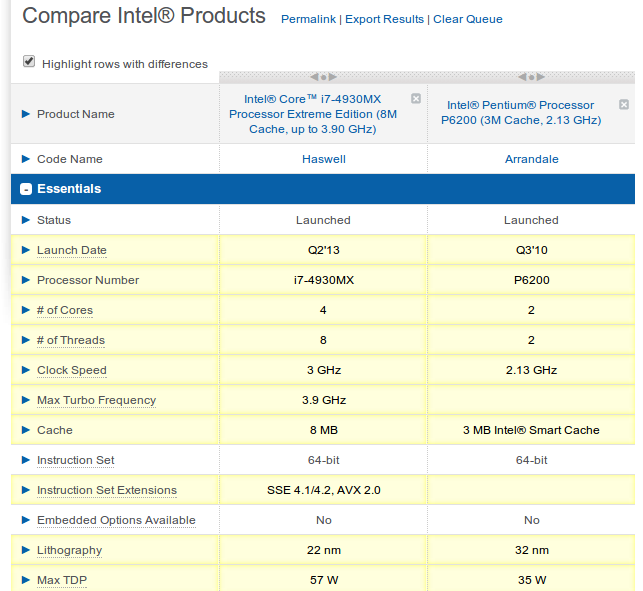 Compare Intel® Products Permalink | Export Results | Clear Queue
Highlight rows with differences
Product Name
Intel® Core™ i7-4930MX
Processor Extreme Edition (8M
Cache, up to 3.90 GHz)
Intel® Pentium® Processor
P6200 (3M Cache, 2.13 GHz)
Code Name Haswell Arrandale
Essentials
Status Launched Launched
Launch Date Q2'13 Q3'10
Processor Number i7-4930MX P6200
# of Cores 4 2
# of Threads 8 2
Clock Speed 3 GHz 2.13 GHz
Max Turbo Frequency 3.9 GHz
Cache 8 MB 3 MB Intel® Smart Cache
Instruction Set 64-bit 64-bit
Instruction Set Extensions SSE 4.1/4.2, AVX 2.0
Embedded Options Available No No
Lithography 22 nm 32 nm
Max TDP 57 W 35 W